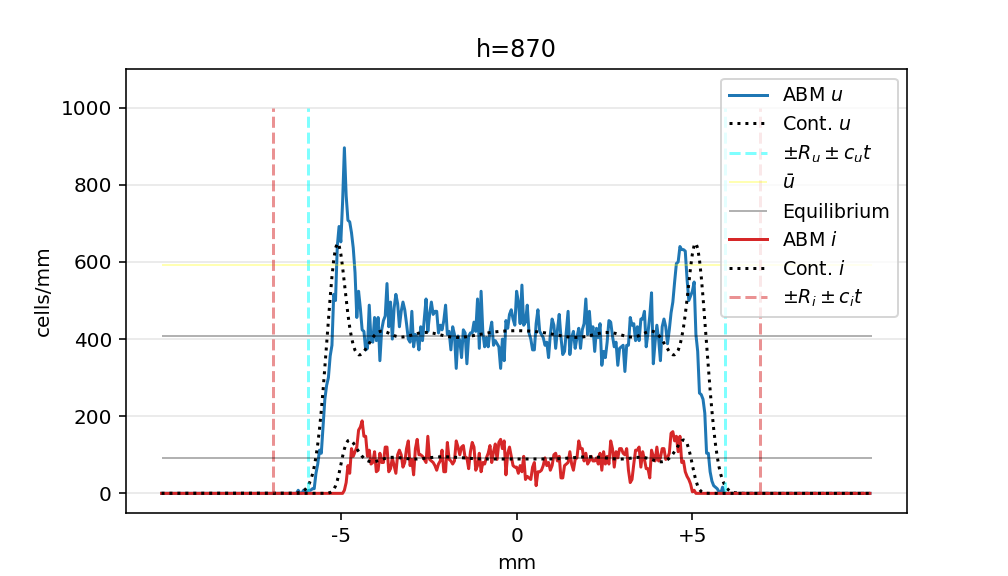 h=870
1000
800
600
400
200
0
cells/mm
-5
0
+5
mm
ABM u
Cont. u
±R_u ± c_u t
ū
Equilibrium
ABM i
Cont. i
±R_i ± c_i t